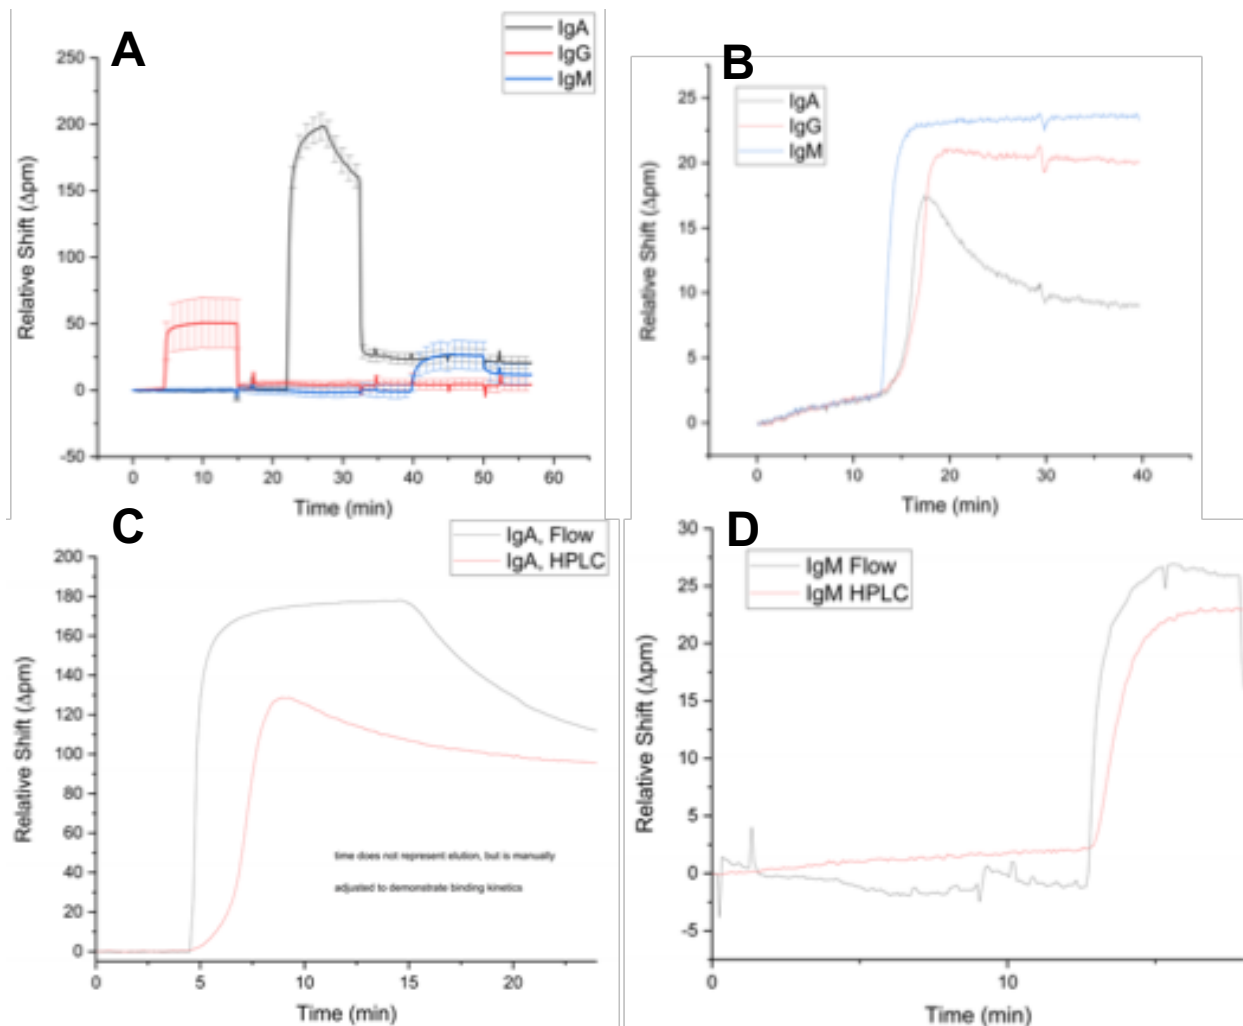 A
IgA
IgG
IgM
250
200
150
100
50
0
-50
Relative Shift (Δpm)
0 10 20 30 40 50 60
Time (min)
B
IgA
IgG
IgM
25
20
15
10
5
0
Relative Shift (Δpm)
0 10 20 30 40
Time (min)
C
IgA, Flow
IgA, HPLC
200
180
160
140
120
100
80
60
40
20
0
Relative Shift (Δpm)
time does not represent elution, but is manually
adjusted to demonstrate binding kinetics
0 5 10 15 20
Time (min)
D
IgM Flow
IgM HPLC
30
25
20
15
10
5
0
-5
Relative Shift (Δpm)
0 10
Time (min)